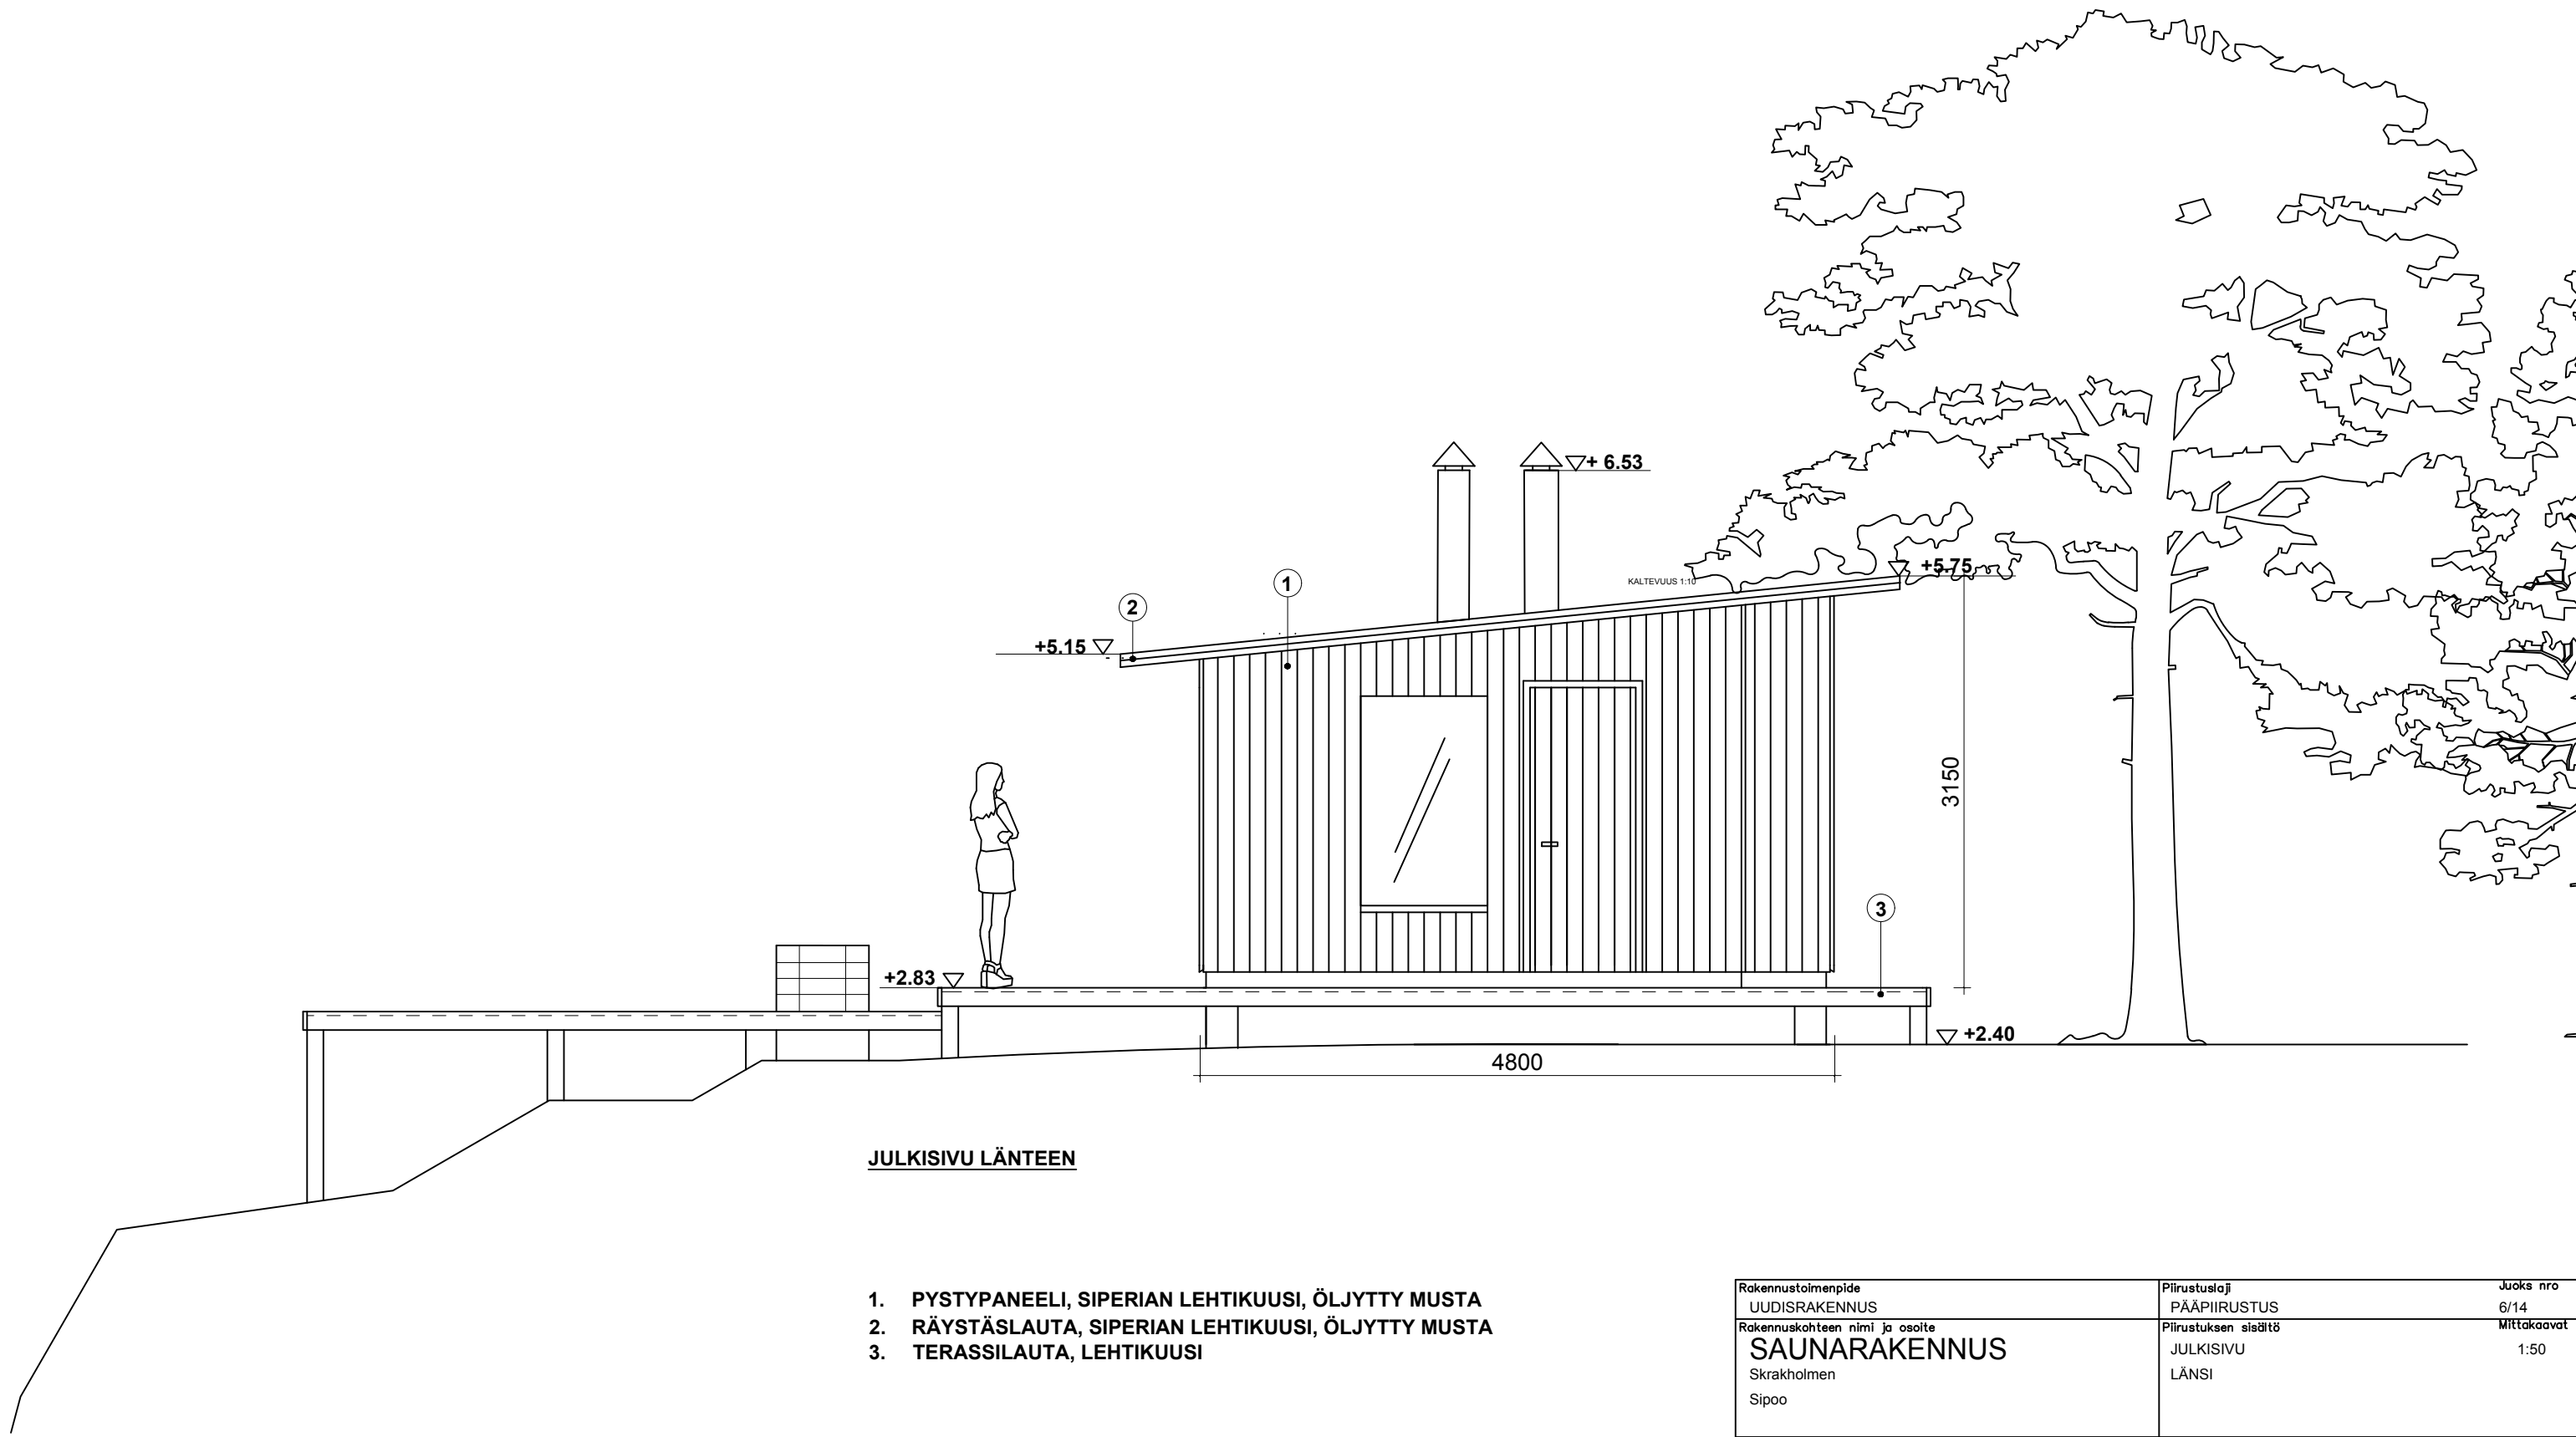 + 6.53
KALTEVUUS 1:10
+5.75
1
2
+5.15
3150
3
+2.83
+2.40
4800
JULKISIVU LÄNTEEN
1. PYSTYPANEELI, SIPERIAN LEHTIKUUSI, ÖLJYTTY MUSTA
2. RÄYSTÄSLAUTA, SIPERIAN LEHTIKUUSI, ÖLJYTTY MUSTA
3. TERASSILAUTA, LEHTIKUUSI
Rakennustoimenpide
UUDISRAKENNUS
Piirustuslaji
PÄÄPIIRUSTUS
Juoks nro
6/14
Rakennuskohteen nimi ja osoite
SAUNARAKENNUS
Skrakholmen
Sipoo
Piirustuksen sisältö
JULKISIVU
LÄNSI
Mittakaavat
1:50